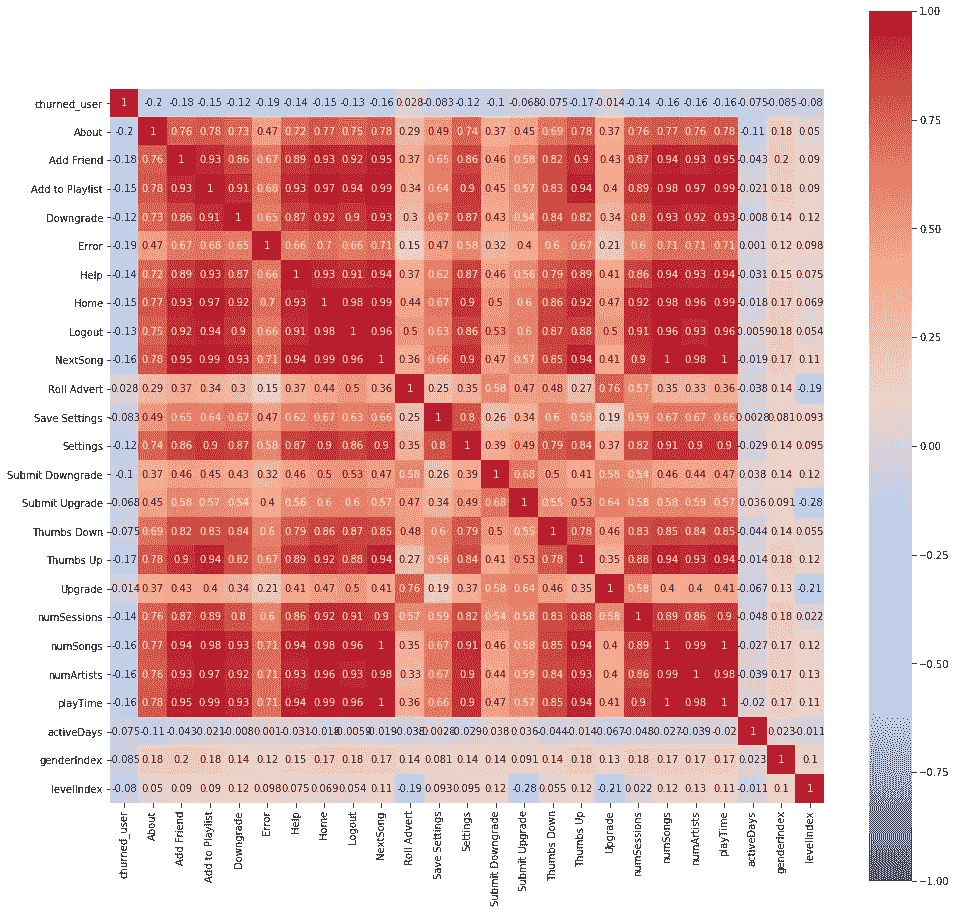 churned_user 1 -0.2 -0.18 -0.15 -0.12 -0.19 -0.14 -0.15 -0.13 -0.16 0.028 -0.083 -0.12 -0.1 -0.068 0.075 -0.17 -0.014 -0.14 -0.16 -0.16 -0.16 -0.075 -0.085 -0.08
About -0.2 1 0.76 0.78 0.73 0.47 0.72 0.77 0.75 0.78 0.29 0.49 0.74 0.37 0.45 0.69 0.78 0.37 0.76 0.77 0.76 0.78 -0.11 0.18 0.05
Add Friend -0.18 0.76 1 0.93 0.86 0.67 0.89 0.93 0.92 0.95 0.37 0.65 0.86 0.46 0.58 0.82 0.9 0.43 0.87 0.94 0.93 0.95 -0.043 0.2 0.09
Add to Playlist -0.15 0.78 0.93 1 0.91 0.68 0.93 0.97 0.94 0.99 0.34 0.64 0.9 0.45 0.57 0.83 0.94 0.4 0.89 0.98 0.97 0.99 -0.021 0.18 0.09
Downgrade -0.12 0.73 0.86 0.91 1 0.65 0.87 0.92 0.9 0.93 0.3 0.67 0.87 0.43 0.54 0.84 0.82 0.34 0.8 0.93 0.92 0.93 -0.008 0.14 0.12
Error -0.19 0.47 0.67 0.68 0.65 1 0.66 0.7 0.66 0.71 0.15 0.47 0.58 0.32 0.4 0.6 0.67 0.21 0.6 0.71 0.71 0.71 0.001 0.12 0.098
Help -0.14 0.72 0.89 0.93 0.87 0.66 1 0.93 0.91 0.94 0.37 0.62 0.87 0.46 0.56 0.79 0.89 0.41 0.86 0.94 0.93 0.94 -0.031 0.15 0.075
Home -0.15 0.77 0.93 0.97 0.92 0.7 0.93 1 0.98 0.99 0.44 0.67 0.9 0.5 0.6 0.86 0.92 0.47 0.92 0.98 0.96 0.99 -0.018 0.17 0.069
Logout -0.13 0.75 0.92 0.94 0.9 0.66 0.91 0.98 1 0.96 0.5 0.63 0.86 0.53 0.6 0.87 0.88 0.5 0.91 0.96 0.93 0.96 0.0059 0.18 0.054
NextSong -0.16 0.78 0.95 0.99 0.93 0.71 0.94 0.99 0.96 1 0.36 0.66 0.9 0.47 0.57 0.85 0.94 0.41 0.9 1 0.98 1 -0.019 0.17 0.11
Roll Advert -0.028 0.29 0.37 0.34 0.3 0.15 0.37 0.44 0.5 0.36 1 0.25 0.35 0.58 0.47 0.48 0.27 0.76 0.57 0.35 0.33 0.36 -0.038 0.14 -0.19
Save Settings -0.083 0.49 0.65 0.64 0.67 0.47 0.62 0.67 0.63 0.66 0.25 1 0.8 0.26 0.34 0.6 0.58 0.19 0.59 0.67 0.67 0.66 0.0028 0.081 0.093
Settings -0.12 0.74 0.86 0.9 0.87 0.58 0.87 0.9 0.86 0.9 0.35 0.8 1 0.39 0.49 0.79 0.84 0.37 0.82 0.91 0.9 0.9 -0.029 0.14 0.095
Submit Downgrade -0.1 0.37 0.46 0.45 0.43 0.32 0.46 0.5 0.53 0.47 0.58 0.26 0.39 1 0.68 0.5 0.41 0.58 0.54 0.46 0.44 0.47 -0.038 0.14 0.12
Submit Upgrade -0.068 0.45 0.58 0.57 0.54 0.4 0.56 0.6 0.6 0.57 0.47 0.34 0.49 0.68 1 0.55 0.53 0.64 0.58 0.58 0.59 0.57 -0.036 0.091 -0.28
Thumbs Down -0.075 0.69 0.82 0.83 0.84 0.6 0.79 0.86 0.87 0.85 0.48 0.6 0.79 0.5 0.55 1 0.78 0.46 0.83 0.85 0.84 0.85 -0.044 0.14 0.055
Thumbs Up -0.17 0.78 0.9 0.94 0.82 0.67 0.89 0.92 0.88 0.94 0.27 0.58 0.84 0.41 0.53 0.78 1 0.35 0.88 0.94 0.93 0.94 -0.014 0.18 0.12
Upgrade -0.014 0.37 0.43 0.4 0.34 0.21 0.41 0.47 0.5 0.41 0.76 0.19 0.37 0.58 0.64 0.46 0.35 1 0.58 0.4 0.4 0.41 -0.067 0.13 -0.21
numSessions -0.14 0.76 0.87 0.89 0.8 0.6 0.86 0.92 0.91 0.9 0.57 0.59 0.82 0.54 0.58 0.83 0.88 0.58 1 0.89 0.86 0.9 -0.048 0.14 0.022
numSongs -0.16 0.77 0.94 0.98 0.93 0.71 0.94 0.98 0.96 1 0.35 0.67 0.91 0.46 0.58 0.85 0.94 0.4 0.89 1 0.99 1 -0.027 0.17 0.12
numArtists -0.16 0.76 0.93 0.97 0.92 0.71 0.93 0.96 0.93 0.98 0.33 0.67 0.9 0.44 0.59 0.84 0.93 0.4 0.86 0.99 1 0.98 -0.039 0.17 0.13
playTime -0.16 0.78 0.95 0.99 0.93 0.71 0.94 0.99 0.96 1 0.36 0.66 0.9 0.47 0.57 0.85 0.94 0.41 0.9 1 0.98 1 -0.02 0.17 0.11
activeDays -0.075 -0.11 -0.043 -0.021 -0.008 0.001 -0.031 -0.018 0.0059 -0.019 -0.038 0.0028 -0.029 0.038 0.036 -0.044 -0.014 -0.067 -0.048 -0.027 -0.039 -0.02 1 0.023 -0.011
genderIndex -0.085 0.18 0.2 0.18 0.14 0.12 0.15 0.17 0.18 0.17 0.14 0.081 0.14 0.14 0.091 0.14 0.18 0.13 0.14 0.17 0.17 0.17 0.023 1 0.1
levelIndex -0.08 0.05 0.09 0.09 0.12 0.098 0.075 0.069 0.054 0.11 -0.19 0.093 0.095 0.12 -0.28 0.055 0.12 -0.21 0.022 0.12 0.13 0.11 -0.011 0.1 1
churned_user
About
Add Friend
Add to Playlist
Downgrade
Error
Help
Home
Logout
NextSong
Roll Advert
Save Settings
Settings
Submit Downgrade
Submit Upgrade
Thumbs Down
Thumbs Up
Upgrade
numSessions
numSongs
numArtists
playTime
activeDays
genderIndex
levelIndex
1.00
0.75
0.50
0.25
0.00
−0.25
−0.50
−0.75
−1.00